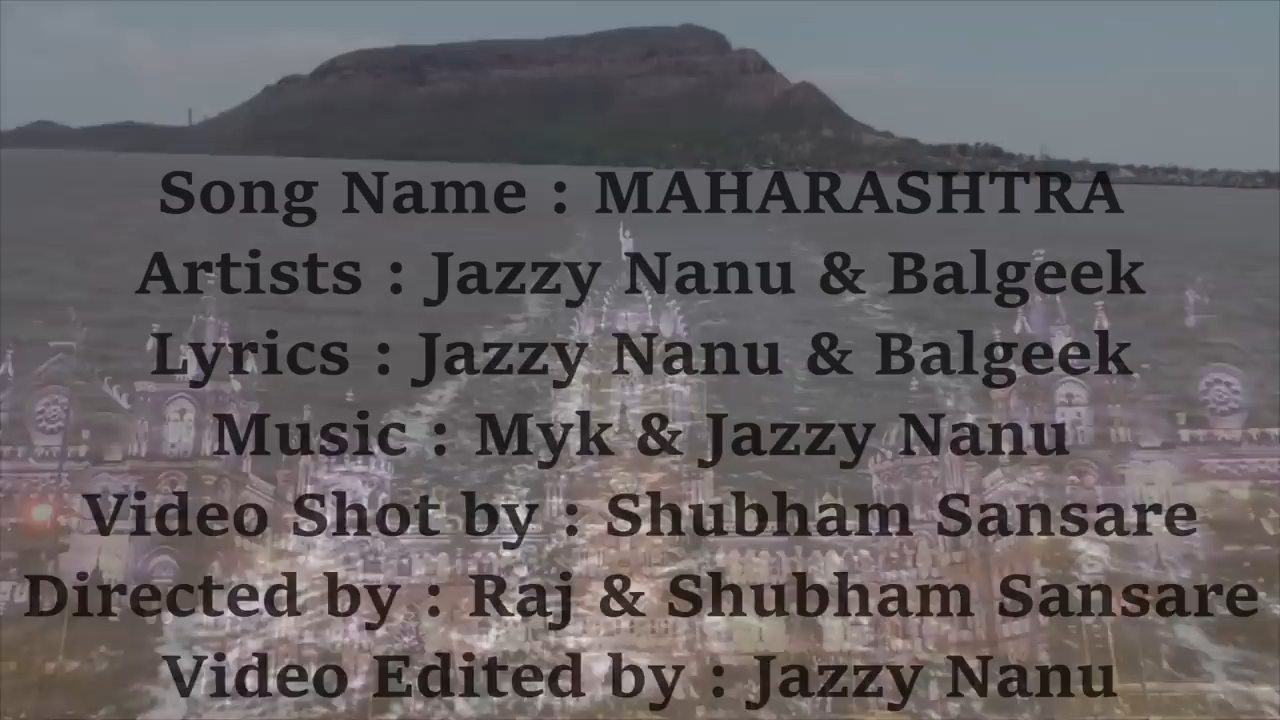 Song Name : MAHARASHTRA
Artists : Jazzy Nanu & Balgeek
Lyrics : Jazzy Nanu & Balgeek
Music : Myk & Jazzy Nanu
Video Shot by : Shubham Sansare
Directed by : Raj & Shubham Sansare
Video Edited by : Jazzy Nanu